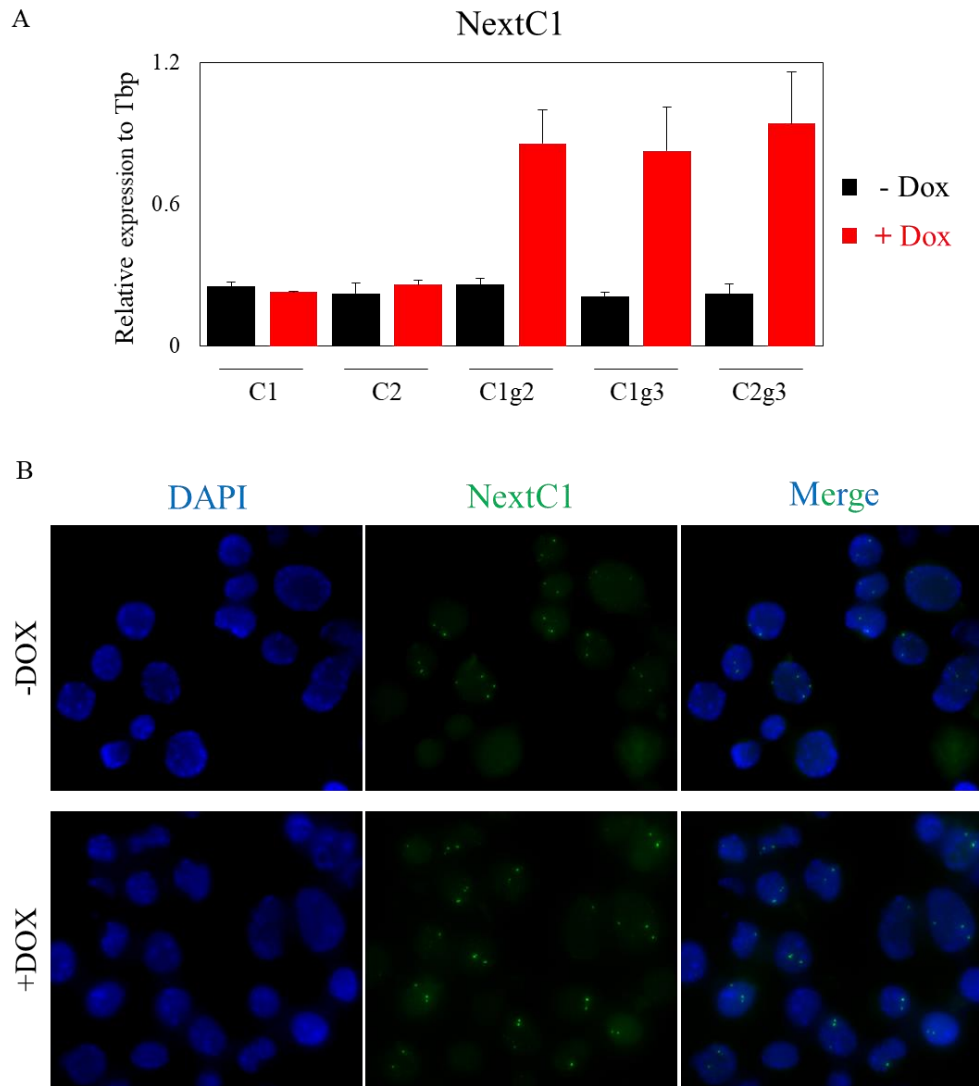 A
NextC1
Relative expression to Tbp
1.2
0.6
0
- Dox
+ Dox
C1
C2
C1g2
C1g3
C2g3
B
DAPI
NextC1
Merge
-DOX
+DOX